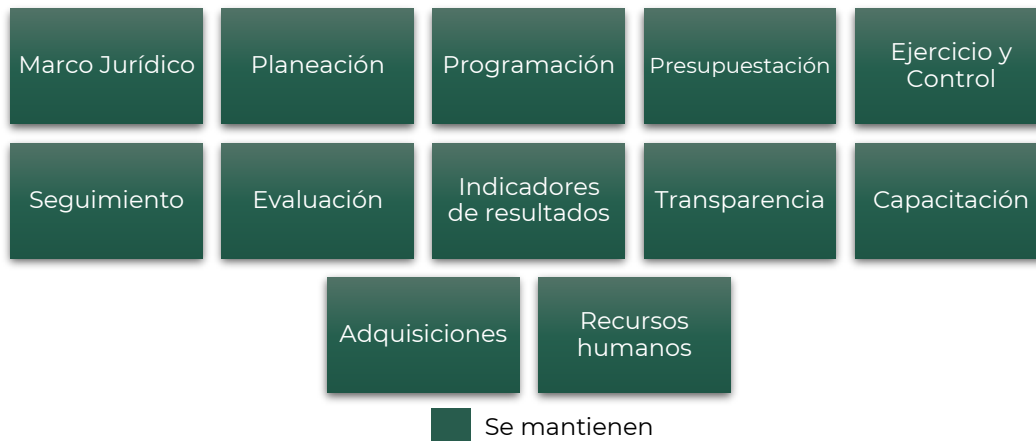 Marco Jurídico
Planeación
Programación
Presupuestación
Ejercicio y
Control
Seguimiento
Evaluación
Indicadores
de resultados
Transparencia
Capacitación
Adquisiciones
Recursos
humanos
Se mantienen